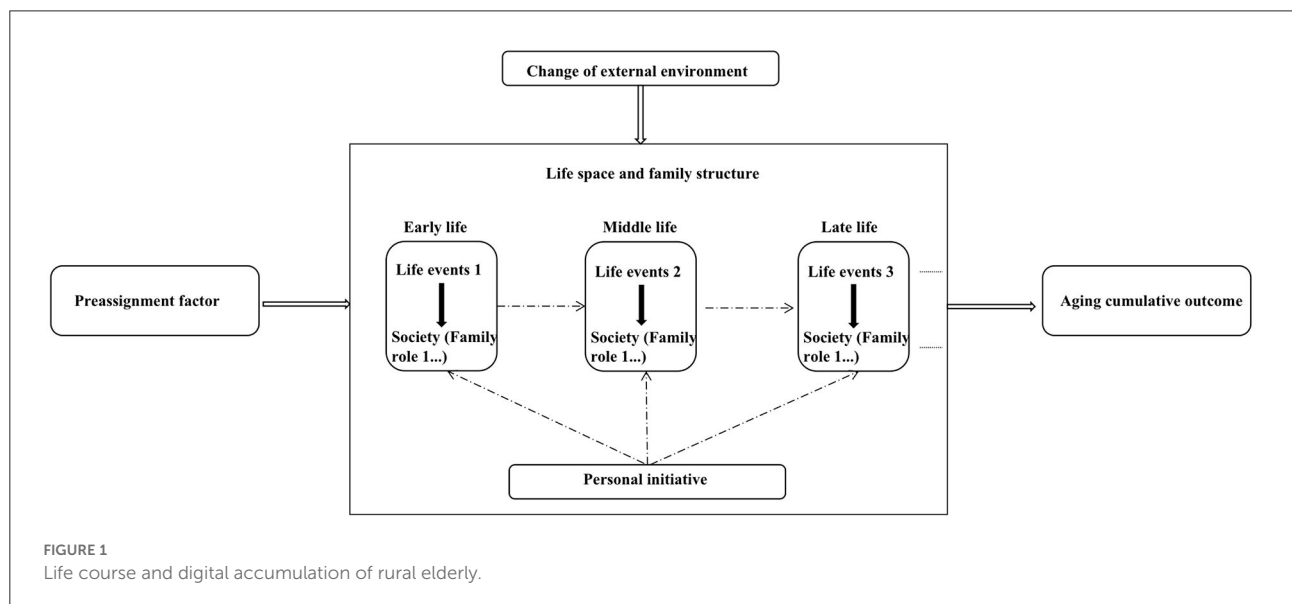 Change of external environment
Life space and family structure
Early life
Middle life
Late life
Life events 1
Life events 2
Life events 3
Preassignment factor
Aging cumulative outcome
Society (Family
role 1...)
Society (Family
role 1...)
Society (Family
role 1...)
Personal initiative
FIGURE 1
Life course and digital accumulation of rural elderly.